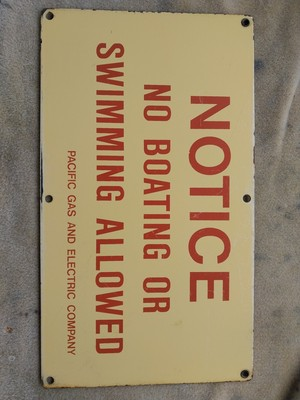 NOTICE
NO BOATING OR
SWIMMING ALLOWED
PACIFIC GAS AND ELECTRIC COMPANY